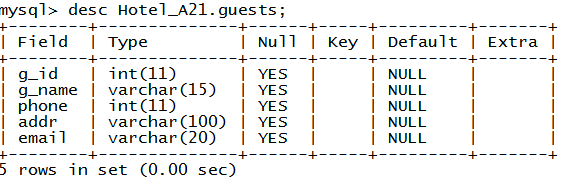 mysql> desc Hotel_A21.guests;
+--------+--------------+------+-----+---------+-------+
| Field  | Type         | Null | Key | Default | Extra |
+--------+--------------+------+-----+---------+-------+
| g_id   | int(11)      | YES  |     | NULL    |       |
| g_name | varchar(15)  | YES  |     | NULL    |       |
| phone  | int(11)      | YES  |     | NULL    |       |
| addr   | varchar(100) | YES  |     | NULL    |       |
| email  | varchar(20)  | YES  |     | NULL    |       |
+--------+--------------+------+-----+---------+-------+
5 rows in set (0.00 sec)